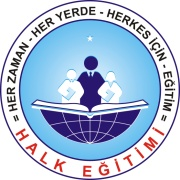 = HER ZAMAN - HER YERDE - HERKES İÇİN - EĞİTİM =
HALK EĞİTİMİ